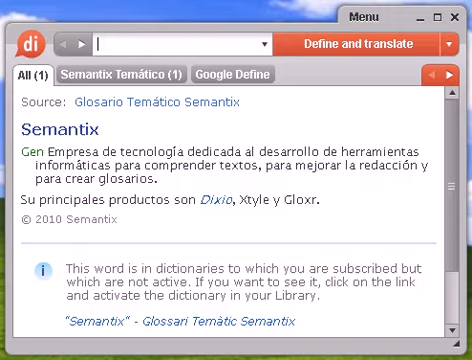 Menu
di
Define and translate
All (1) Semantix Temático (1) Google Define
Source: Glosario Temático Semantix
Semantix
Gen Empresa de tecnología dedicada al desarrollo de herramientas
informáticas para comprender textos, para mejorar la redacción y
para crear glosarios.
Su principales producto son Dixio, Xtyle y Gloxr.
© 2010 Semantix
i
This word is in dictionaries to which you are subscribed but
which are not active. If you want to see it, click on the link
and activate the dictionary in your Library.
"Semantix" - Glossari Temàtic Semantix